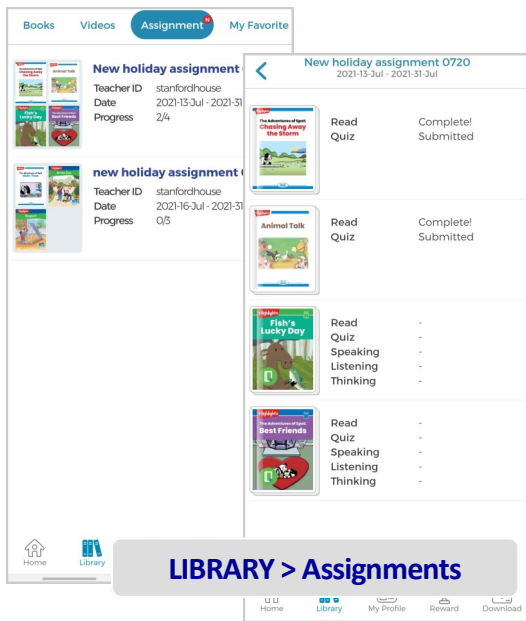 Books Videos Assignment N My Favorite
New holiday assignment
Teacher ID stanfordhouse
Date 2021-13-Jul - 2021-31
Progress 2/4
new holiday assignment
Teacher ID stanfordhouse
Date 2021-16-Jul - 2021-31
Progress 0/3
Home Library
New holiday assignment 0720
2021-13-Jul - 2021-31-Jul
The Adventures of Spot:
Chasing Away
the Storm
Read Complete!
Quiz Submitted
Animal Talk
Read Complete!
Quiz Submitted
Highlights
Fish's
Lucky Day
Read -
Quiz -
Speaking -
Listening -
Thinking -
Highlights
The Adventures of Spot:
Best Friends
Read -
Quiz -
Speaking -
Listening -
Thinking -
LIBRARY > Assignments
Home Library My Profile Reward Download